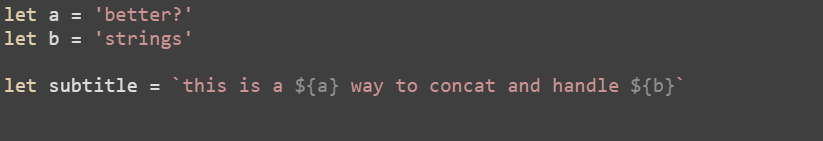 let a = 'better?'
let b = 'strings'
let subtitle = `this is a ${a} way to concat and handle ${b}`